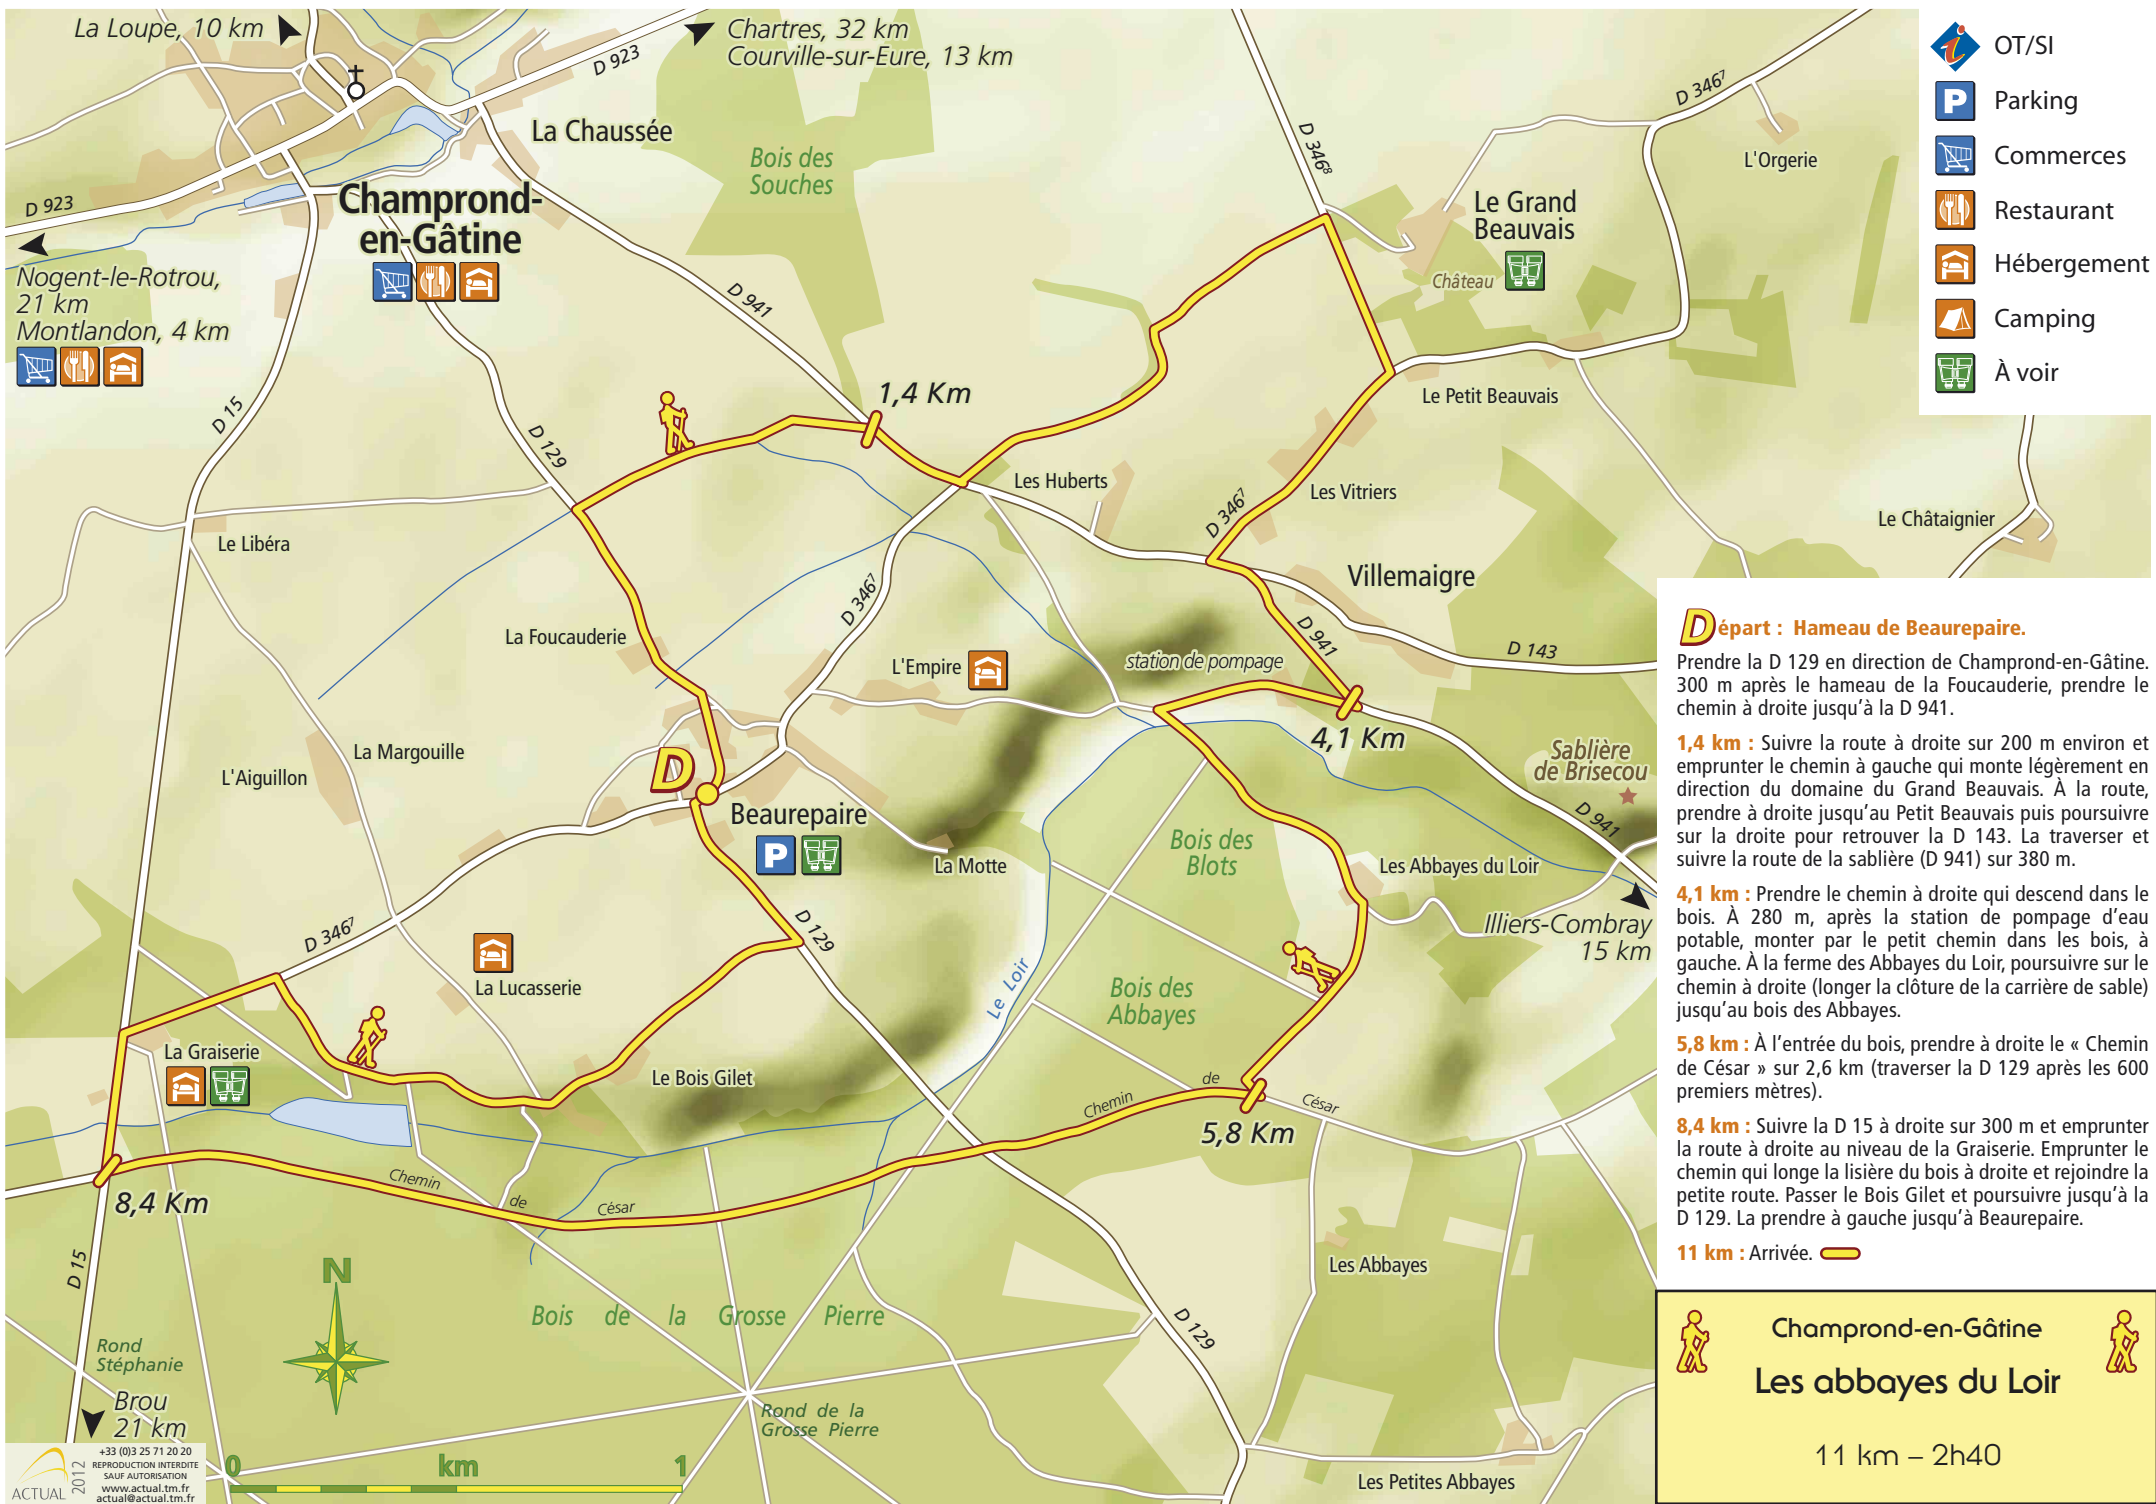 La Loupe, 10 km
Chartres, 32 km
Courville-sur-Eure, 13 km
D 923
La Chaussée
Bois des
Souches
D 923
Champrond-
en-Gâtine
Nogent-le-Rotrou,
21 km
Montlandon, 4 km
D 15
D 941
D 129
1,4 Km
D 346⁸
D 346⁷
L'Orgerie
Le Grand
Beauvais
Château
Le Petit Beauvais
Les Huberts
Les Vitriers
D 346⁷
Le Châtaignier
Villemaigre
Le Libéra
La Foucauderie
D 346⁷
L'Empire
station de pompage
D 941
D 143
4,1 Km
La Margouille
L'Aiguillon
D
Beaurepaire
P
La Motte
Bois des
Blots
Les Abbayes du Loir
Sablière
de Brisecou
D 941
Illiers-Combray
15 km
D 346⁷
D 129
La Lucasserie
Le Loir
Bois des
Abbayes
La Graiserie
Le Bois Gilet
Chemin
de
César
5,8 Km
8,4 Km
Chemin
de
César
D 15
N
Bois de la Grosse Pierre
Les Abbayes
D 129
Rond
Stéphanie
Brou
21 km
Rond de la
Grosse Pierre
Les Petites Abbayes
0 km 1
ACTUAL
2012
+33 (0)3 25 71 20 20
REPRODUCTION INTERDITE
SAUF AUTORISATION
www.actual.tm.fr
actual@actual.tm.fr
i OT/SI
P Parking
Commerces
Restaurant
Hébergement
Camping
À voir
Départ : Hameau de Beaurepaire.
Prendre la D 129 en direction de Champrond-en-Gâtine.
300 m après le hameau de la Foucauderie, prendre le
chemin à droite jusqu'à la D 941.
1,4 km : Suivre la route à droite sur 200 m environ et
emprunter le chemin à gauche qui monte légèrement en
direction du domaine du Grand Beauvais. À la route,
prendre à droite jusqu'au Petit Beauvais puis poursuivre
sur la droite pour retrouver la D 143. La traverser et
suivre la route de la sablière (D 941) sur 380 m.
4,1 km : Prendre le chemin à droite qui descend dans le
bois. À 280 m, après la station de pompage d'eau
potable, monter par le petit chemin dans les bois, à
gauche. À la ferme des Abbayes du Loir, poursuivre sur le
chemin à droite (longer la clôture de la carrière de sable)
jusqu'au bois des Abbayes.
5,8 km : À l'entrée du bois, prendre à droite le « Chemin
de César » sur 2,6 km (traverser la D 129 après les 600
premiers mètres).
8,4 km : Suivre la D 15 à droite sur 300 m et emprunter
la route à droite au niveau de la Graiserie. Emprunter le
chemin qui longe la lisière du bois à droite et rejoindre la
petite route. Passer le Bois Gilet et poursuivre jusqu'à la
D 129. La prendre à gauche jusqu'à Beaurepaire.
11 km : Arrivée.
Champrond-en-Gâtine
Les abbayes du Loir
11 km – 2h40